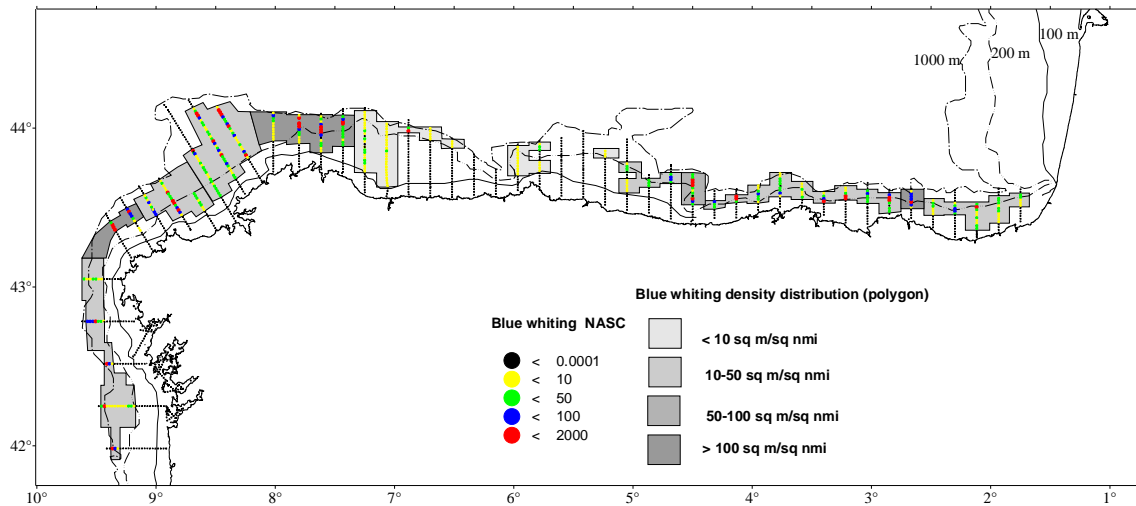 1000 m
200 m
100 m
44°
43°
42°
Blue whiting density distribution (polygon)
Blue whiting NASC
< 0.0001
< 10
< 50
< 100
< 2000
< 10 sq m/sq nmi
10-50 sq m/sq nmi
50-100 sq m/sq nmi
> 100 sq m/sq nmi
10°
9°
8°
7°
6°
5°
4°
3°
2°
1°